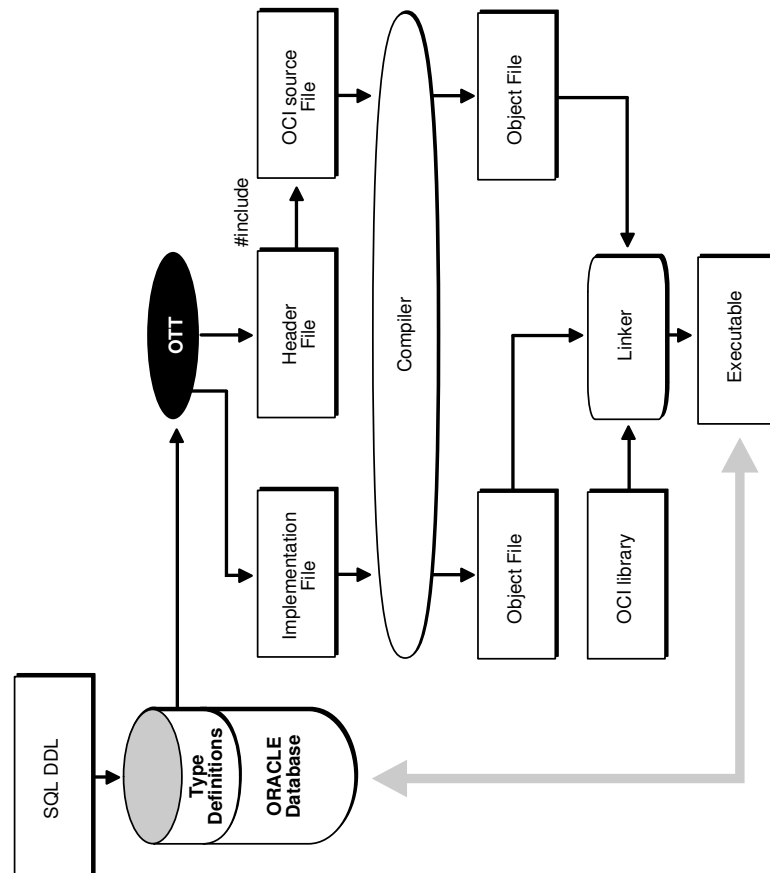 SQL DDL
Type
Definitions
ORACLE
Database
OTT
Implementation
File
Header
File
#include
OCI source
File
Compiler
Object File
Object File
OCI library
Linker
Executable